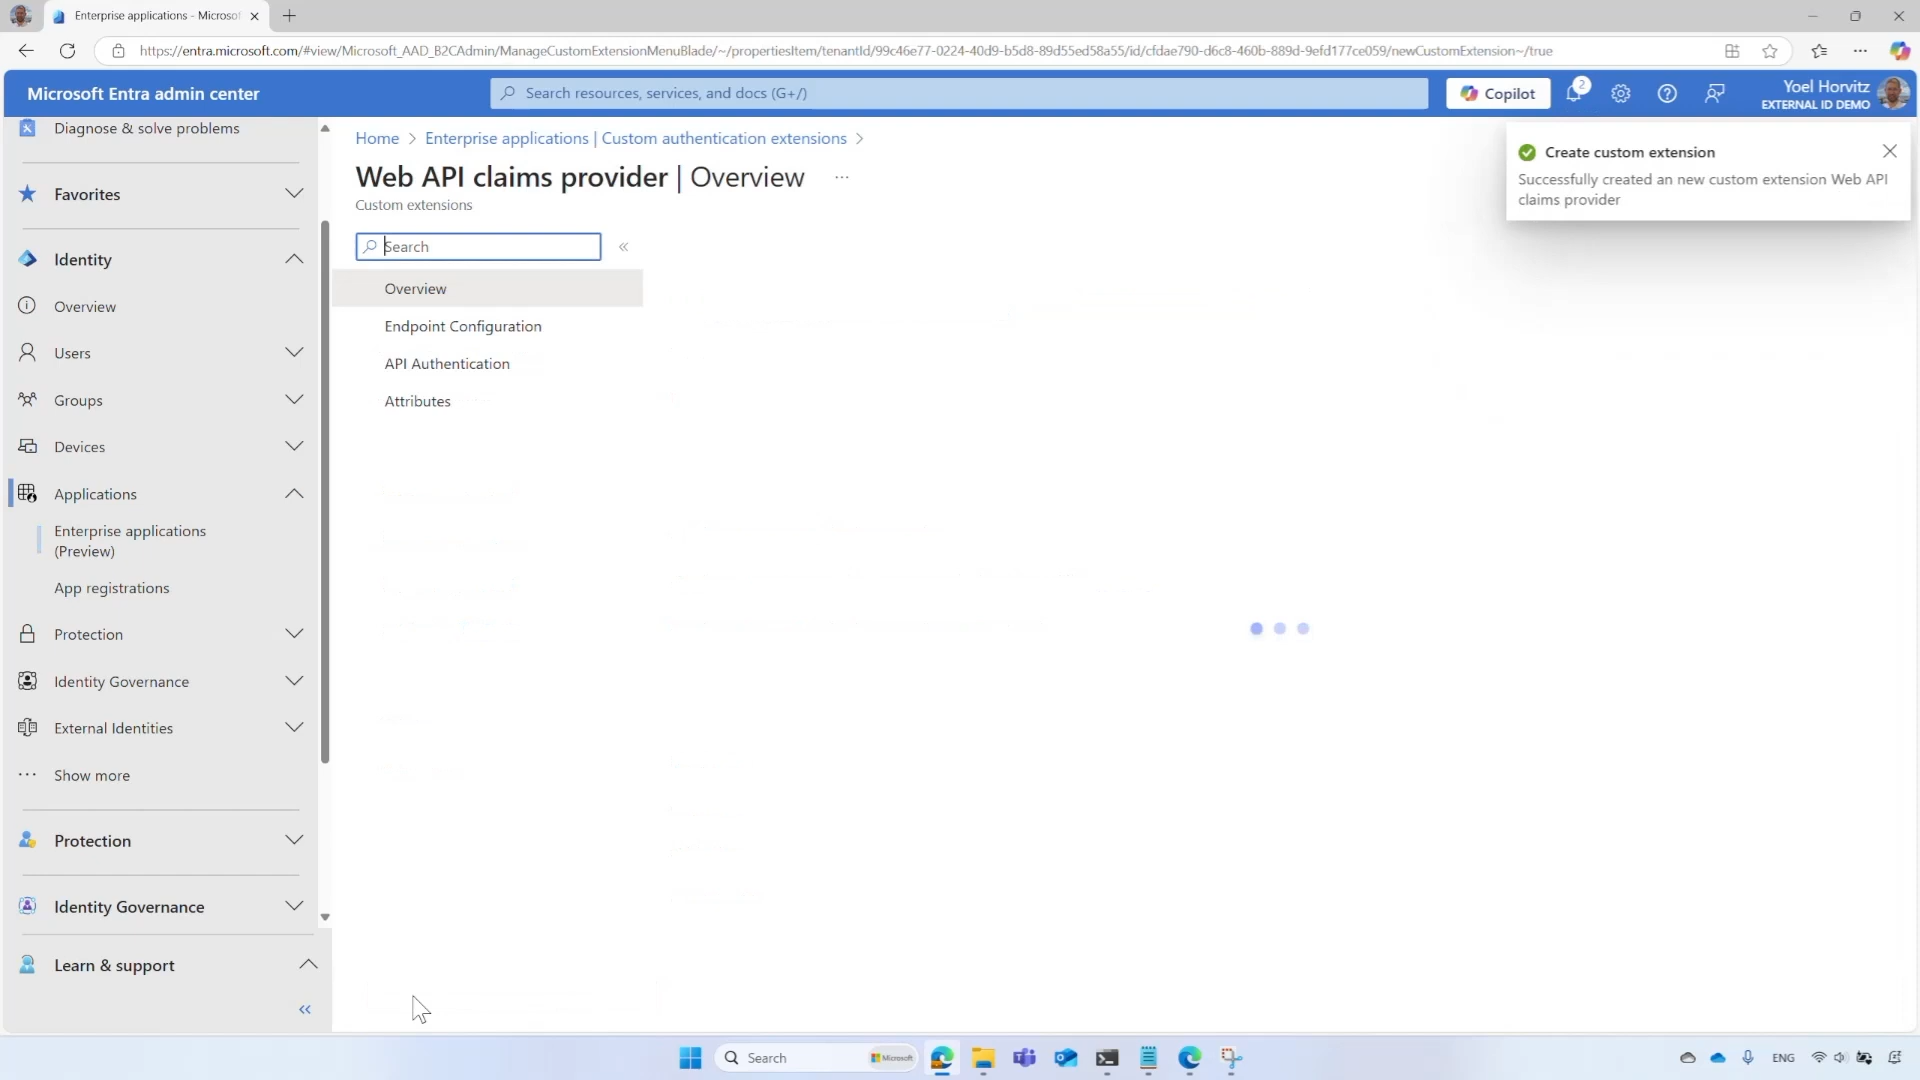 Enterprise applications - Microsof
https://entra.microsoft.com/#view/Microsoft_AAD_B2CAdmin/ManageCustomExtensionMenuBlade/~/propertiesItem/tenantId/99c46e77-0224-40d9-b5d8-89d55ed58a55/id/cfdae790-d6c8-460b-889d-9efd177ce059/newCustomExtension~/true
Microsoft Entra admin center
Search resources, services, and docs (G+/)
Copilot
2
Yoel Horvitz
EXTERNAL ID DEMO
Diagnose & solve problems
Favorites
Identity
Overview
Users
Groups
Devices
Applications
Enterprise applications
(Preview)
App registrations
Protection
Identity Governance
External Identities
Show more
Protection
Identity Governance
Learn & support
Home > Enterprise applications | Custom authentication extensions >
Web API claims provider | Overview
Custom extensions
Search
Overview
Endpoint Configuration
API Authentication
Attributes
Create custom extension
Successfully created an new custom extension Web API
claims provider
Search
Microsoft
ENG